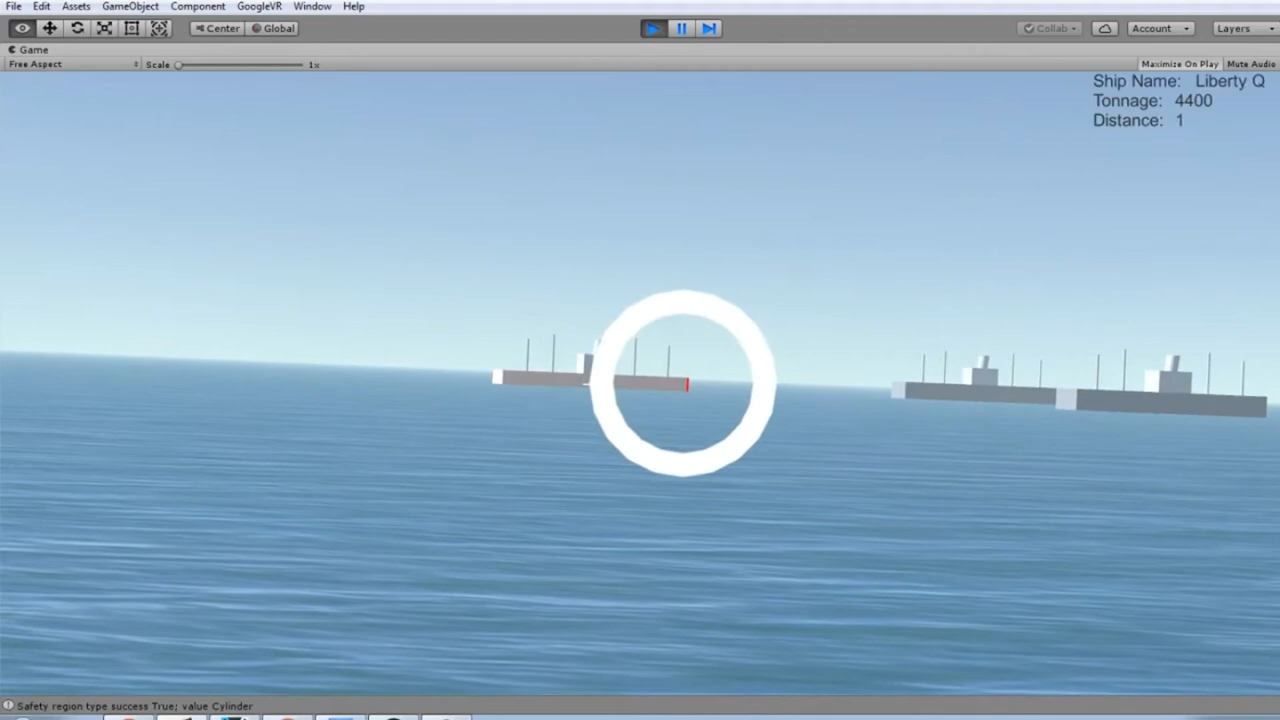 File Edit Assets GameObject Component GoogleVR Window Help
Center Global Collab Account Layers
Game
Free Aspect Scale 1x Maximize On Play Mute Audio
Ship Name: Liberty Q
Tonnage: 4400
Distance: 1
Safety region type success True; value Cylinder